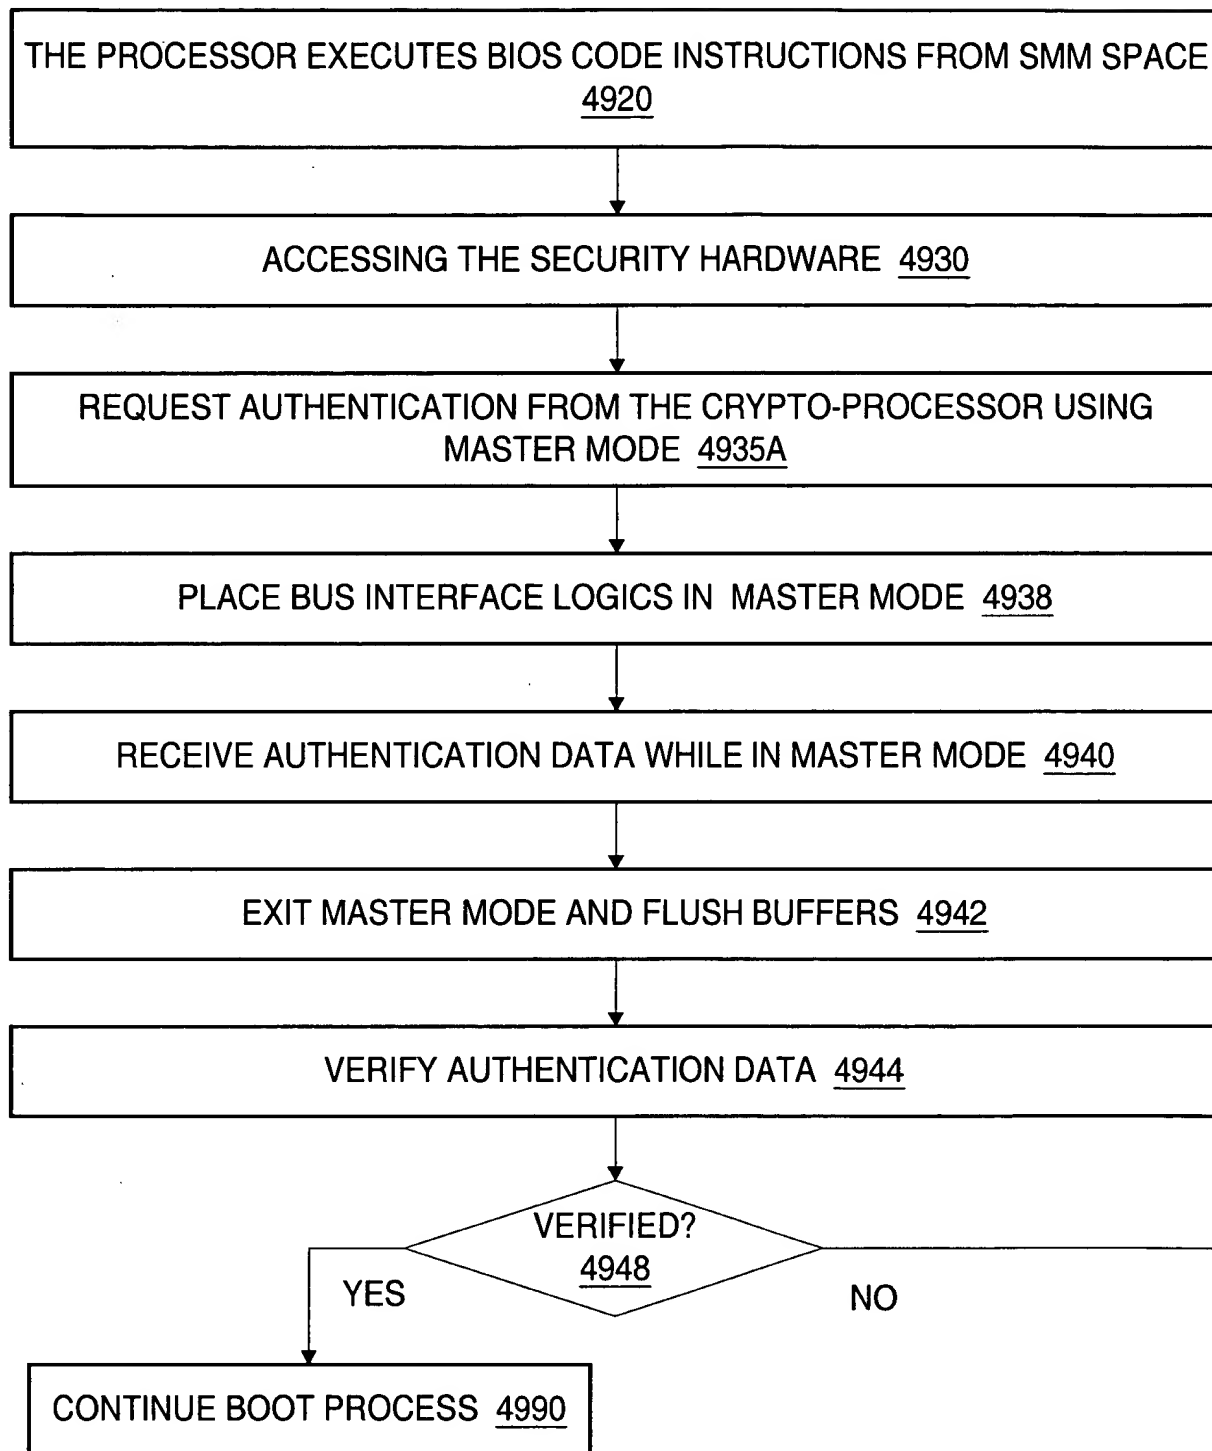 THE PROCESSOR EXECUTES BIOS CODE INSTRUCTIONS FROM SMM SPACE
4920
ACCESSING THE SECURITY HARDWARE 4930
REQUEST AUTHENTICATION FROM THE CRYPTO-PROCESSOR USING
MASTER MODE 4935A
PLACE BUS INTERFACE LOGICS IN MASTER MODE 4938
RECEIVE AUTHENTICATION DATA WHILE IN MASTER MODE 4940
EXIT MASTER MODE AND FLUSH BUFFERS 4942
VERIFY AUTHENTICATION DATA 4944
VERIFIED?
4948
YES
NO
CONTINUE BOOT PROCESS 4990